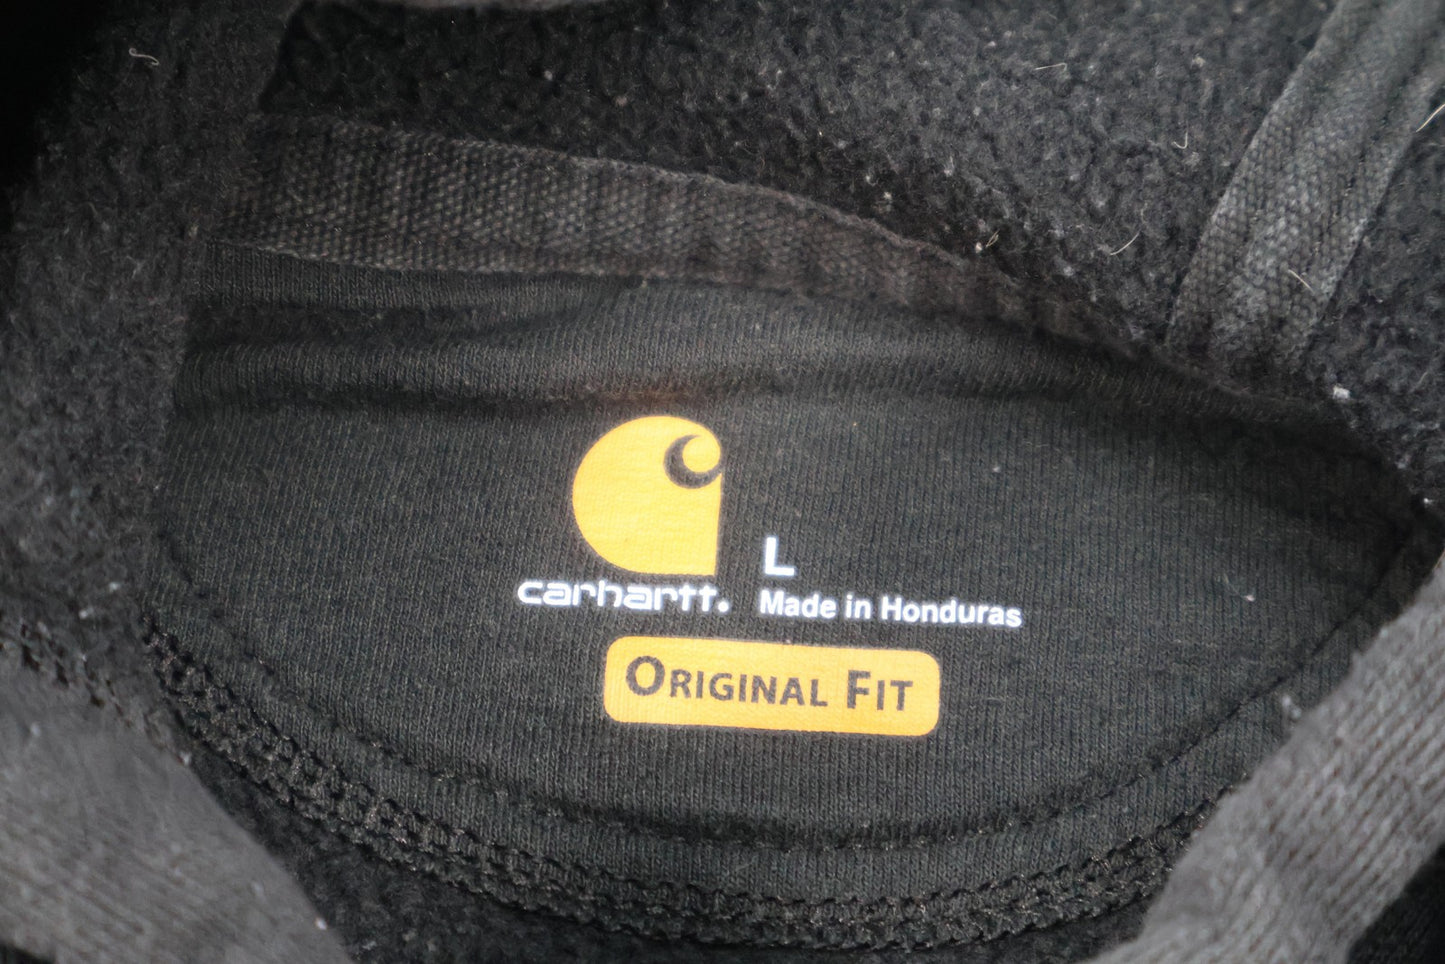 L
carhartt.
Made in Honduras
ORIGINAL FIT